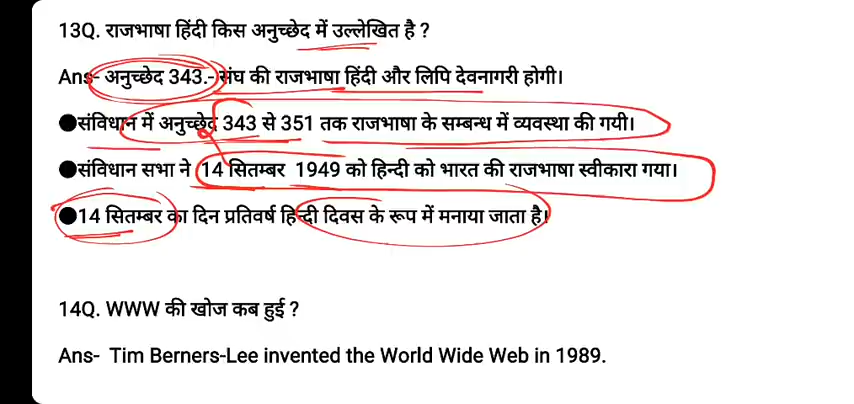 13Q. राजभाषा हिंदी किस अनुच्छेद में उल्लेखित है ?
Ans- अनुच्छेद 343.- संघ की राजभाषा हिंदी और लिपि देवनागरी होगी।
●संविधान में अनुच्छेद 343 से 351 तक राजभाषा के सम्बन्ध में व्यवस्था की गयी।
●संविधान सभा ने 14 सितम्बर 1949 को हिन्दी को भारत की राजभाषा स्वीकारा गया।
●14 सितम्बर का दिन प्रतिवर्ष हिन्दी दिवस के रूप में मनाया जाता है।
14Q. WWW की खोज कब हुई ?
Ans- Tim Berners-Lee invented the World Wide Web in 1989.